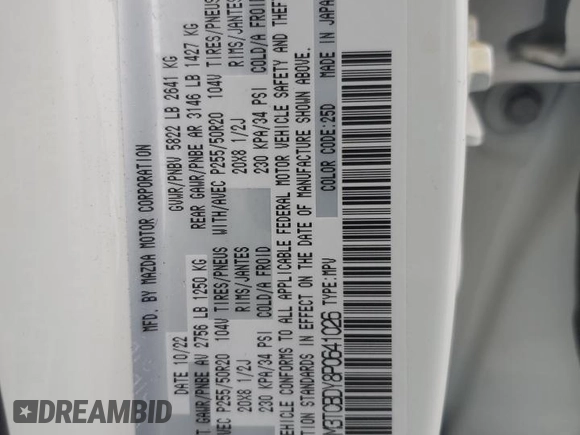 MFD. BY MAZDA MOTOR CORPORATION
DATE 10/22
GVWR/PNBV 5822 LB 2641 KG
GAWR/PNBE AV 2756 LB 1250 KG
REAR GAWR/PNBE AR 3146 LB 1427 KG
P255/50R20 104V TIRES/PNEUS
WITH/AVEC P255/50R20 104V TIRES/PNEUS
20X8 1/2J RIMS/JANTES
20X8 1/2J RIMS/JANTES
230 KPA/34 PSI COLD/A FROID
230 KPA/34 PSI COLD/A FROID
VEHICLE CONFORMS TO ALL APPLICABLE FEDERAL MOTOR VEHICLE SAFETY AND THEFT
STANDARDS IN EFFECT ON THE DATE OF MANUFACTURE SHOWN ABOVE.
M3TCBDY8P0641026 TYPE:MPV
COLOR CODE:25D
MADE IN JAPA
A AUTOBIDMASTER